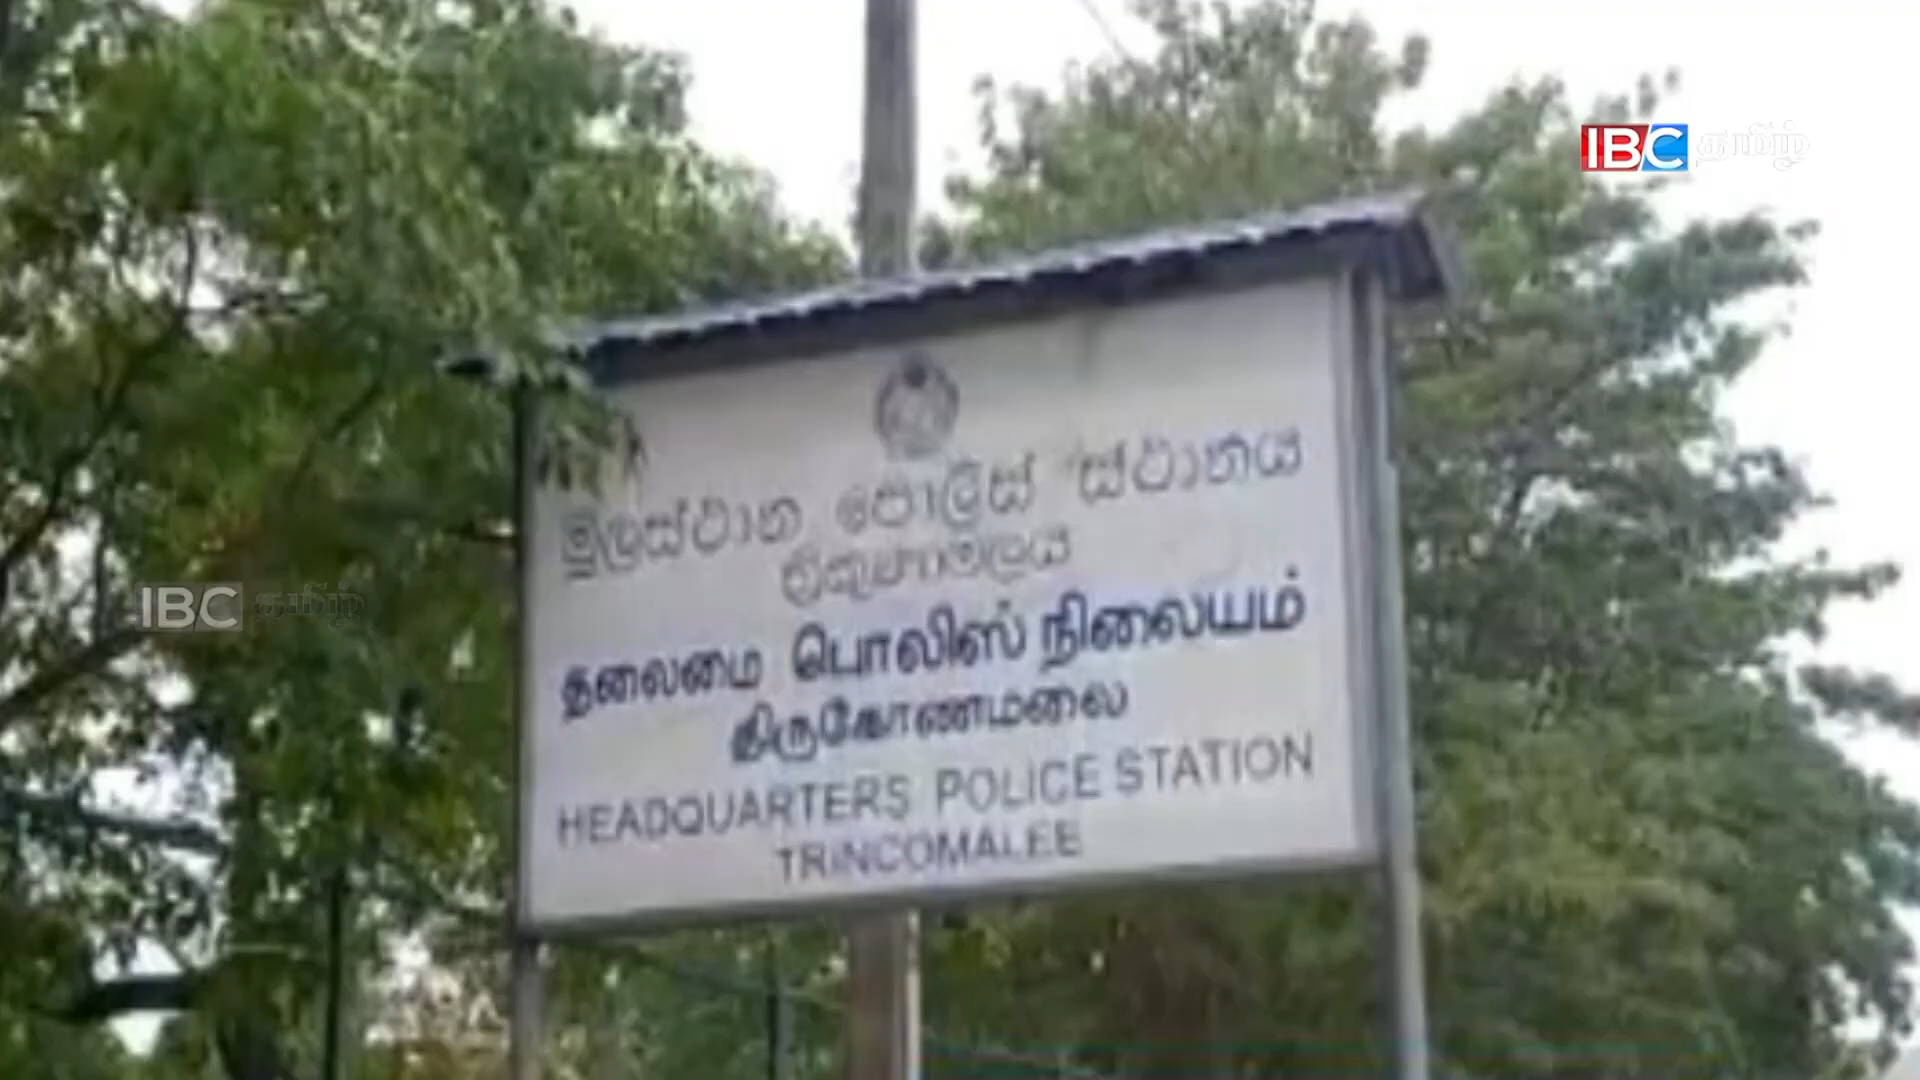 IBC தமிழ்
මූලස්ථාන පොලිස් ස්ථානය
ත්‍රිකුණාමලය
IBC தமிழ்
தலைமை பொலிஸ் நிலையம்
திருகோணமலை
HEADQUARTERS POLICE STATION
TRINCOMALEE